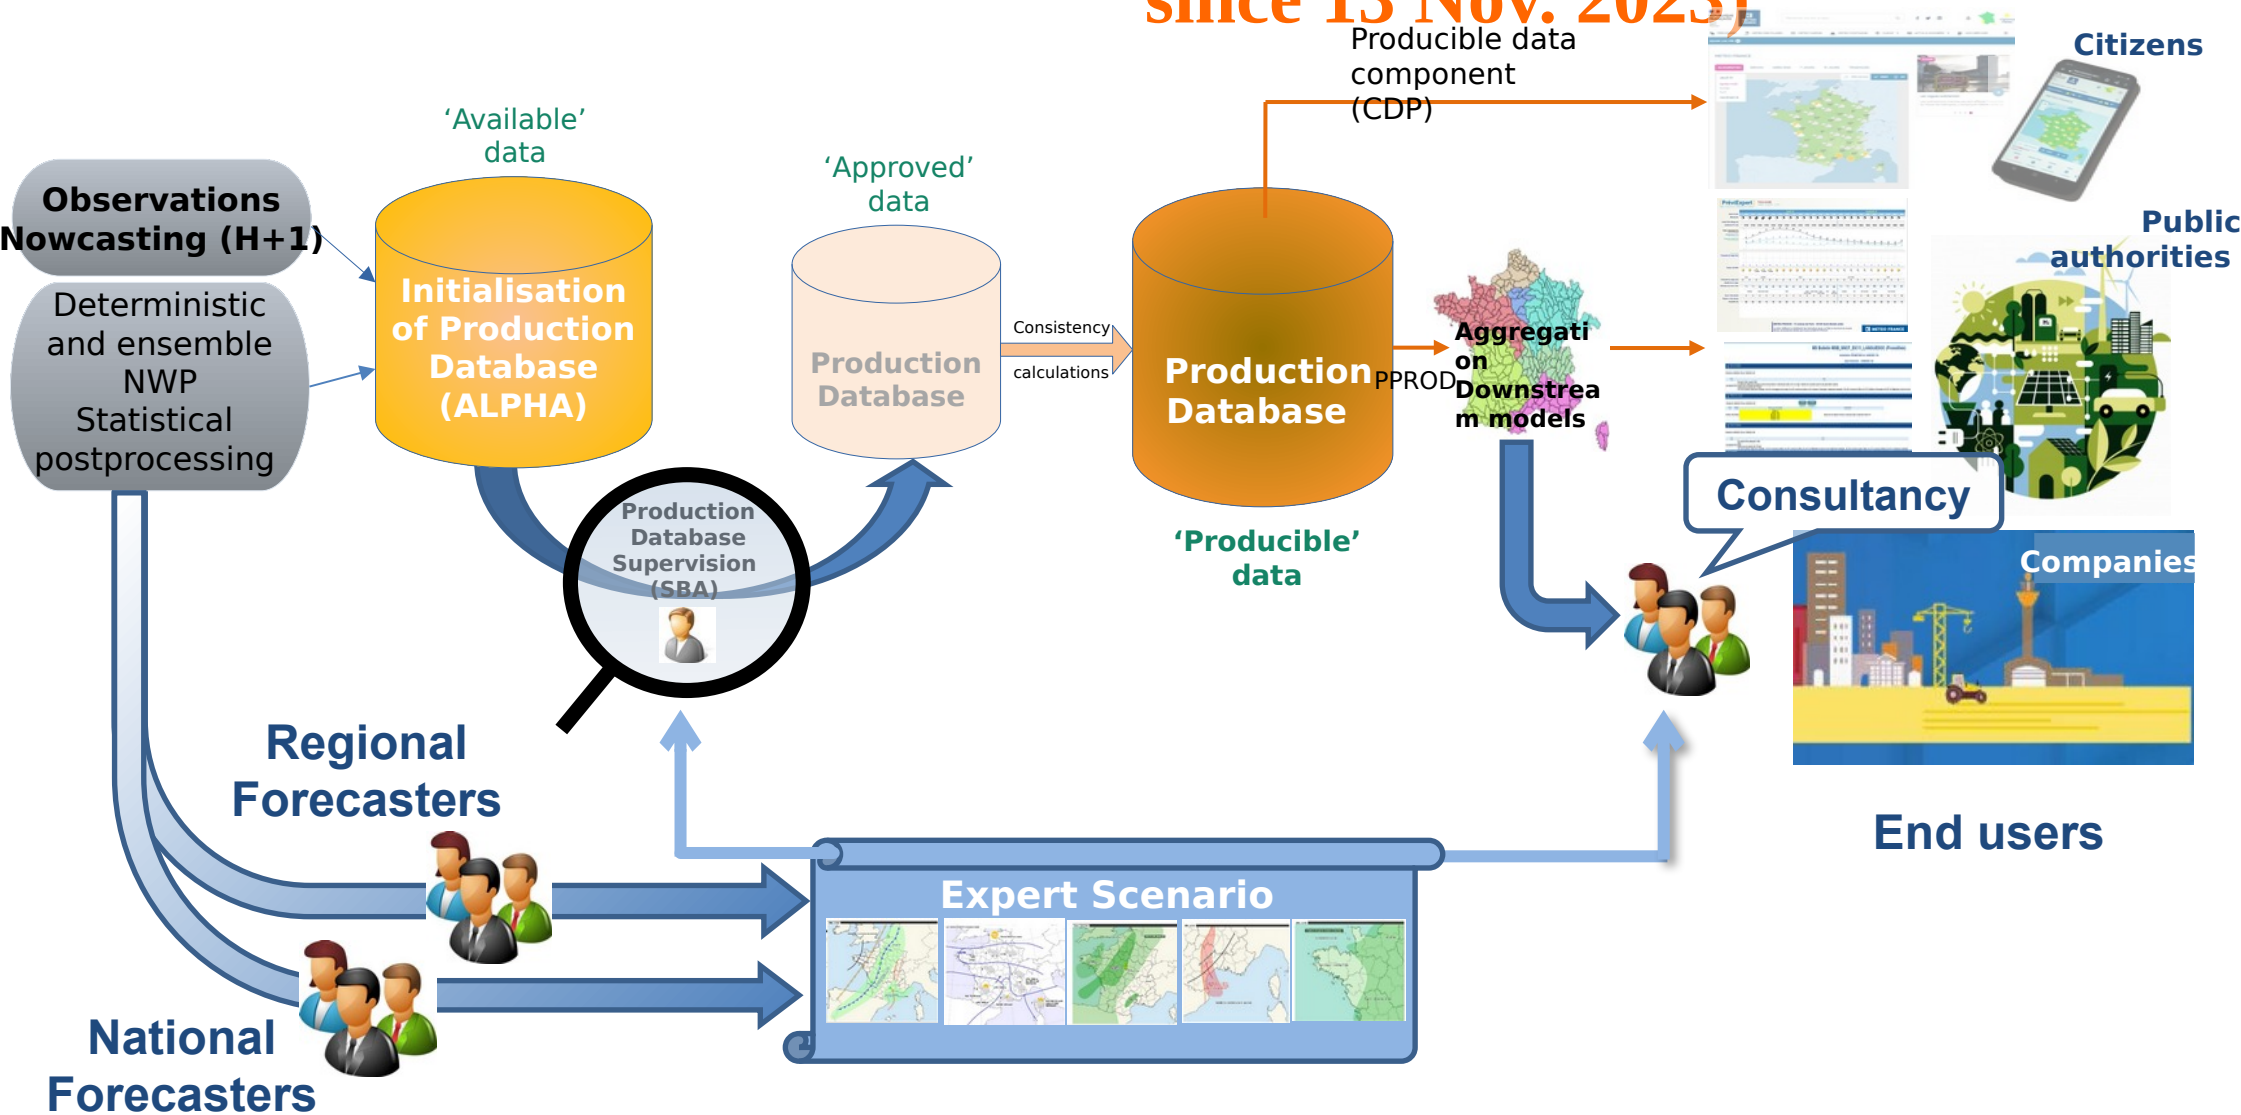 since 13 Nov. 2023)
Producible data
component
(CDP)
Citizens
‘Available’
data
‘Approved’
data
Observations
Nowcasting (H+1)
Public
authorities
Deterministic
and ensemble
NWP
Statistical
postprocessing
Initialisation
of Production
Database
(ALPHA)
Production
Database
Consistency
calculations
Production
Database
PPROD
Aggregati
on
Downstrea
m models
Consultancy
Production
Database
Supervision
(SBA)
‘Producible’
data
Companies
Regional
Forecasters
End users
Expert Scenario
National
Forecasters